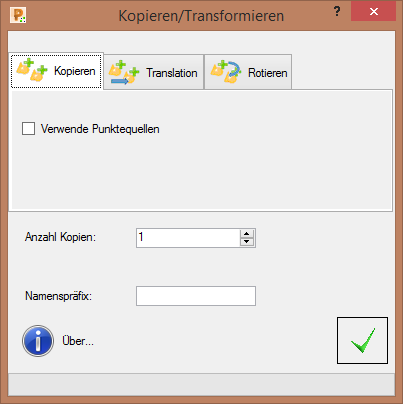 Kopieren/Transformieren
Kopieren Translation Rotieren
Verwende Punktequellen
Anzahl Kopien: 1
Namenspräfix:
Über...